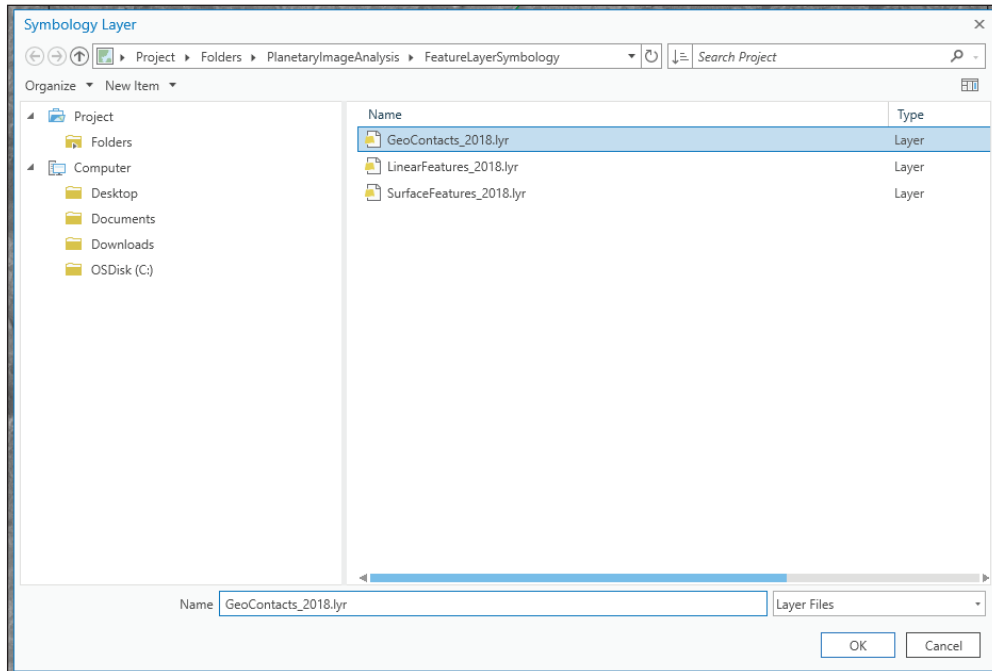 Symbology Layer
Project Folders PlanetaryImageAnalysis FeatureLayerSymbology Search Project
Organize New Item
Project
Folders
Computer
Desktop
Documents
Downloads
OSDisk (C:)
Name Type
GeoContacts_2018.lyr Layer
LinearFeatures_2018.lyr Layer
SurfaceFeatures_2018.lyr Layer
Name GeoContacts_2018.lyr Layer Files
OK Cancel